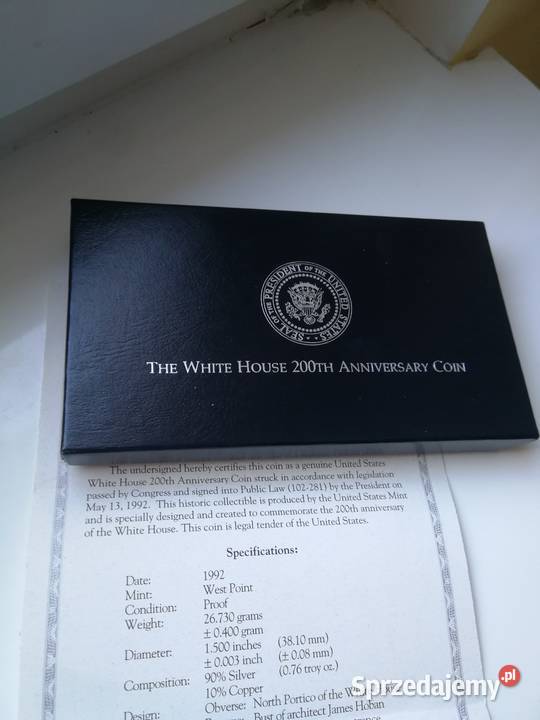 SEAL OF THE PRESIDENT OF THE UNITED STATES
THE WHITE HOUSE 200TH ANNIVERSARY COIN
The undersigned hereby certifies this coin as a genuine United States
White House 200th Anniversary Coin struck in accordance with legislation
passed by Congress and signed into Public Law (102-281) by the President on
May 13, 1992. This historic collectible is produced by the United States Mint
and is specially designed and created to commemorate the 200th anniversary
of the White House. This coin is legal tender of the United States.
Specifications:
Date: 1992
Mint: West Point
Condition: Proof
Weight: 26.730 grams
± 0.400 gram
Diameter: 1.500 inches (38.10 mm)
± 0.003 inch (± 0.08 mm)
Composition: 90% Silver (0.76 troy oz.)
10% Copper
Design: Obverse: North Portico of the White House
Bust of architect James Hoban
Sprzedajemy.pl